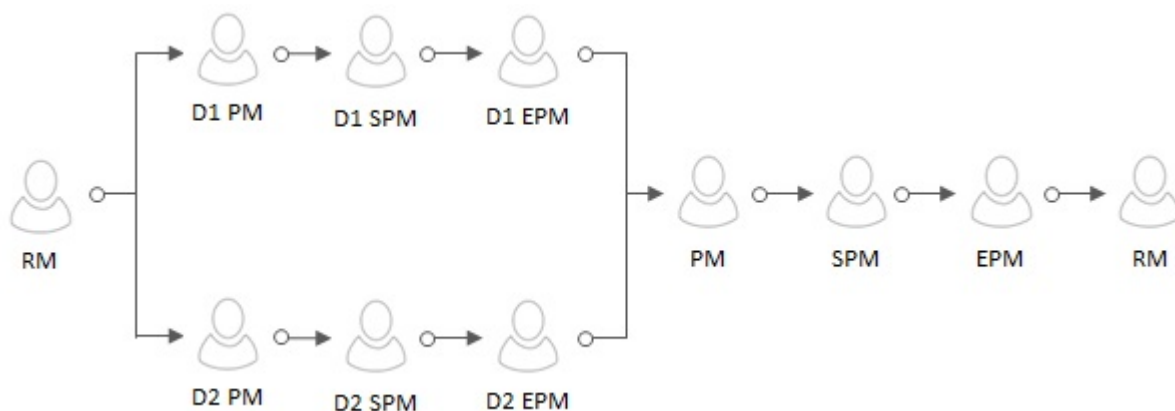 D1 PM
D1 SPM
D1 EPM
RM
PM
SPM
EPM
RM
D2 PM
D2 SPM
D2 EPM